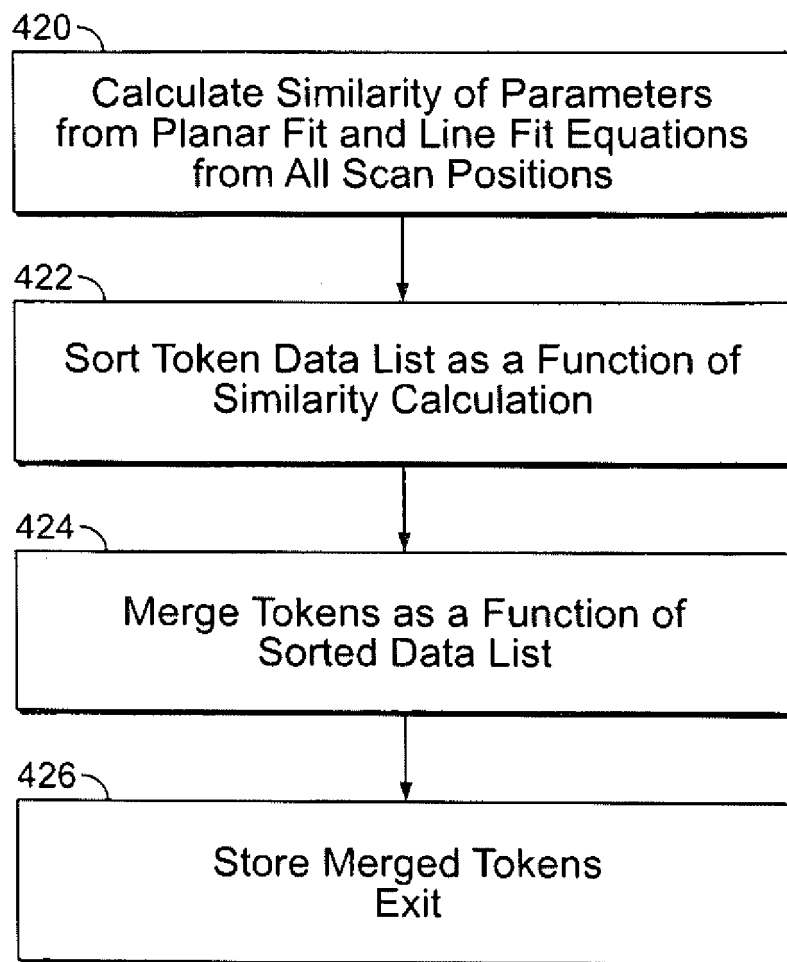 420
Calculate Similarity of Parameters
from Planar Fit and Line Fit Equations
from All Scan Positions
422
Sort Token Data List as a Function of
Similarity Calculation
424
Merge Tokens as a Function of
Sorted Data List
426
Store Merged Tokens
Exit